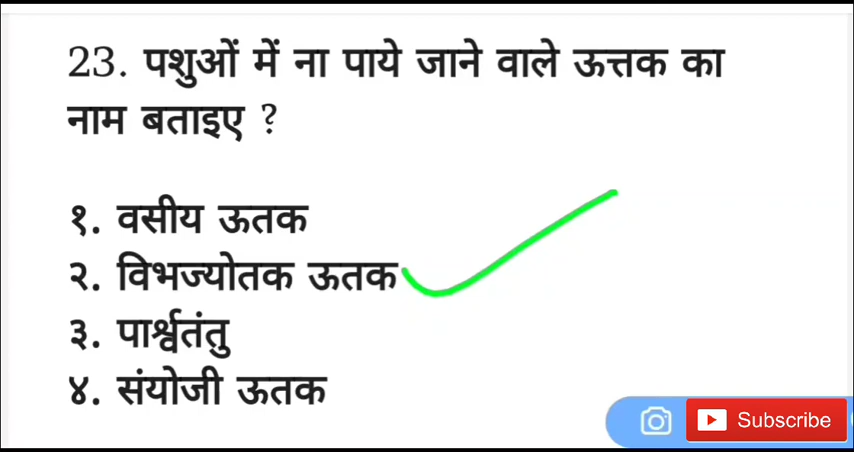 23. पशुओं में ना पाये जाने वाले ऊत्तक का
नाम बताइए ?
१. वसीय ऊतक
२. विभज्योतक ऊतक
३. पार्श्वतंतु
४. संयोजी ऊतक
Subscribe